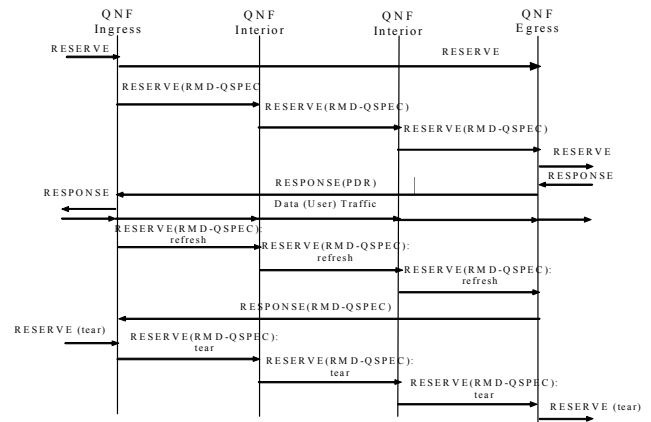 QNF Ingress
QNF Interior
QNF Interior
QNF Egress
RESERVE
RESERVE
RESERVE(RMD-QSPEC
RESERVE(RMD-QSPEC)
RESERVE(RMD-QSPEC)
RESERVE
RESPONSE
RESPONSE(PDR)
RESPONSE
Data (User) Traffic
RESERVE(RMD-QSPEC):
refresh
RESERVE(RMD-QSPEC):
refresh
RESERVE(RMD-QSPEC):
refresh
RESPONSE(RMD-QSPEC)
RESERVE (tear)
RESERVE(RMD-QSPEC):
tear
RESERVE(RMD-QSPEC):
tear
RESERVE(RMD-QSPEC):
tear
RESERVE (tear)